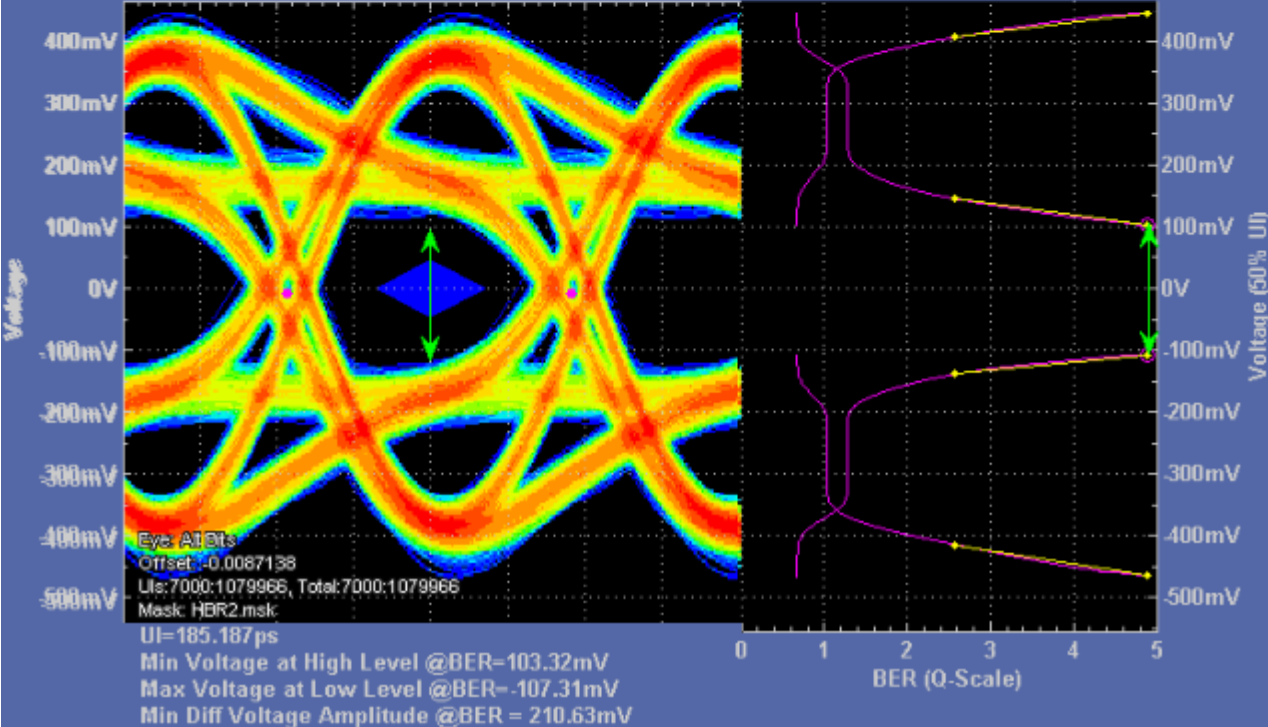 400mV
300mV
200mV
100mV
0V
-100mV
-200mV
-300mV
-400mV
-500mV
Voltage
Eye: All Bits
Offset: -0.0087138
UIs:7000:1079966, Total:7000:1079966
Mask: HBR2.msk
UI=185.187ps
Min Voltage at High Level @BER=103.32mV
Max Voltage at Low Level @BER=-107.31mV
Min Diff Voltage Amplitude @BER = 210.63mV
400mV
300mV
200mV
100mV
0V
-100mV
-200mV
-300mV
-400mV
-500mV
Voltage (50% UI)
0 1 2 3 4 5
BER (Q-Scale)